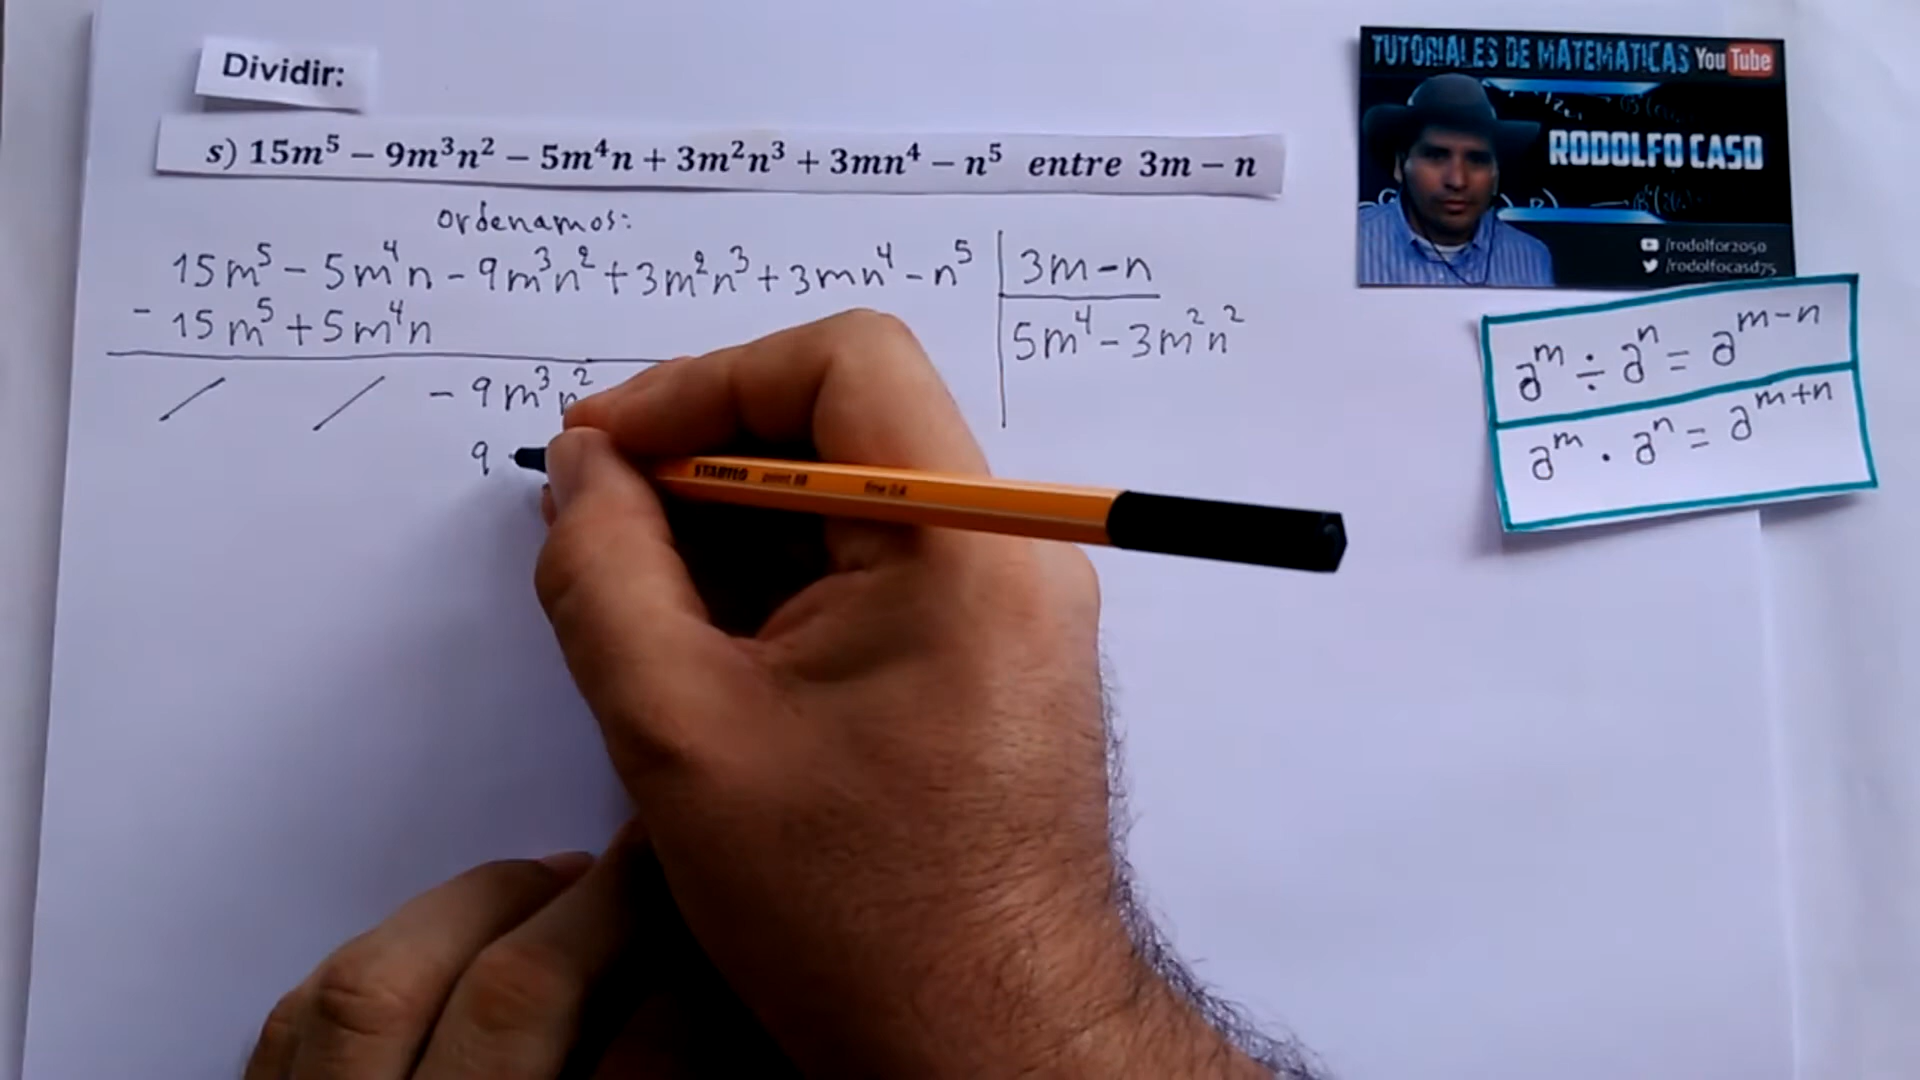 Dividir:
s) 15m⁵ − 9m³n² − 5m⁴n + 3m²n³ + 3mn⁴ − n⁵ entre 3m − n
ordenamos:
15m⁵ − 5m⁴n − 9m³n² + 3m²n³ + 3mn⁴ − n⁵ 3m − n
− 15m⁵ + 5m⁴n 5m⁴ − 3m²n²
− 9m³n²
9
TUTORIALES DE MATEMATICAS YouTube
RODOLFO CASD
/rodolfor2050
/rodolfocasd75
aᵐ ÷ aⁿ = aᵐ⁻ⁿ
aᵐ · aⁿ = aᵐ⁺ⁿ
STABILO point 88 fine 0.4